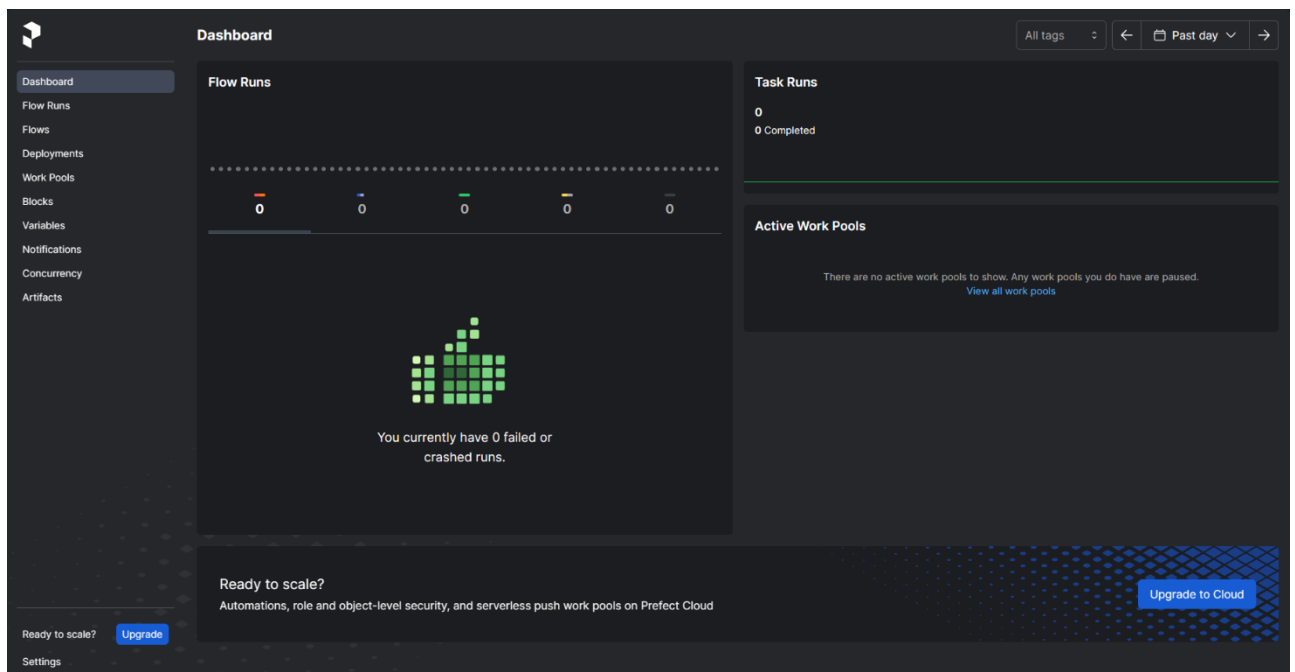 Dashboard
All tags
Past day
Dashboard
Flow Runs
Flows
Deployments
Work Pools
Blocks
Variables
Notifications
Concurrency
Artifacts
Ready to scale?
Upgrade
Settings
Flow Runs
0 0 0 0 0
You currently have 0 failed or
crashed runs.
Task Runs
0
0 Completed
Active Work Pools
There are no active work pools to show. Any work pools you do have are paused.
View all work pools
Ready to scale?
Automations, role and object-level security, and serverless push work pools on Prefect Cloud
Upgrade to Cloud